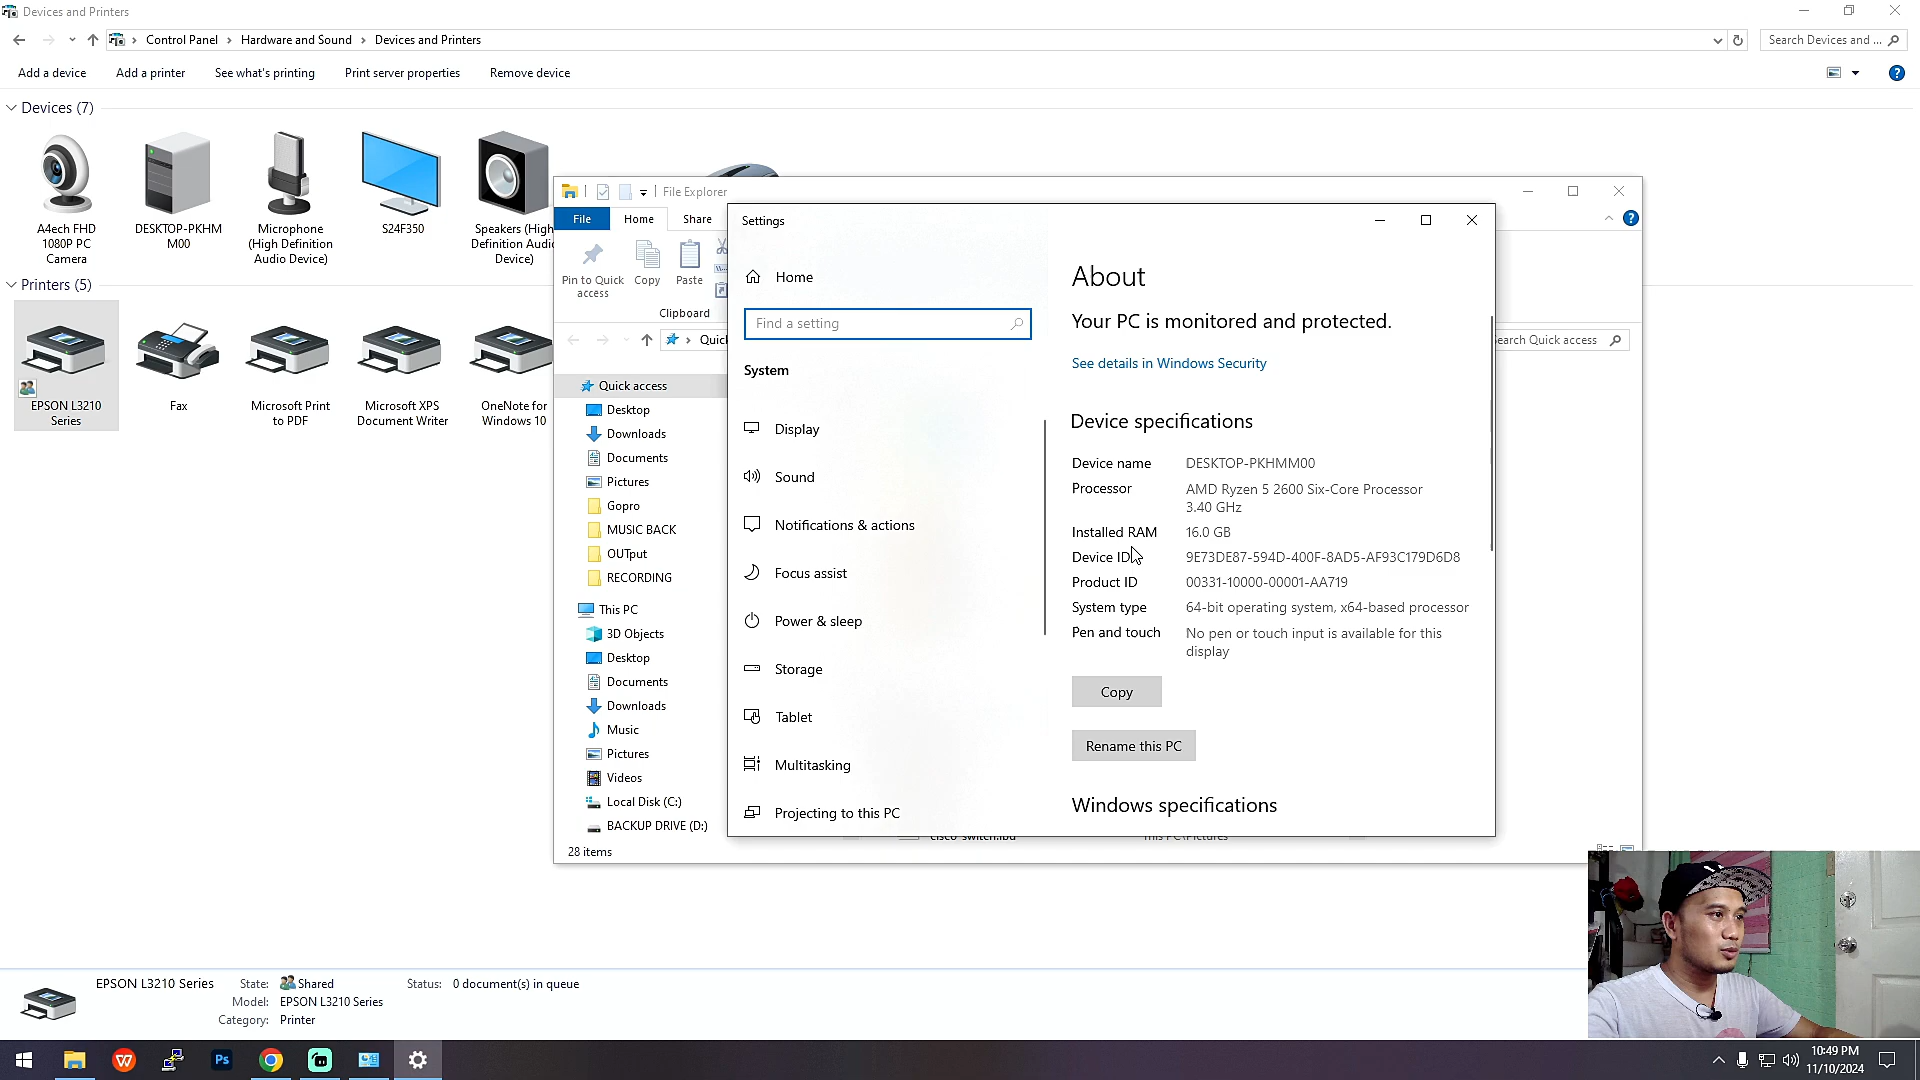 Devices and Printers
Control Panel > Hardware and Sound > Devices and Printers
Search Devices and ...
Add a device
Add a printer
See what's printing
Print server properties
Remove device
Devices (7)
A4ech FHD
1080P PC
Camera
DESKTOP-PKHM
M00
Microphone
(High Definition
Audio Device)
S24F350
Speakers (High
Definition Audio
Device)
Printers (5)
EPSON L3210
Series
Fax
Microsoft Print
to PDF
Microsoft XPS
Document Writer
OneNote for
Windows 10
File Explorer
File
Home
Share
Pin to Quick
access
Copy
Paste
Clipboard
Search Quick access
Quick access
Desktop
Downloads
Documents
Pictures
Gopro
MUSIC BACK
OUTput
RECORDING
This PC
3D Objects
Desktop
Documents
Downloads
Music
Pictures
Videos
Local Disk (C:)
BACKUP DRIVE (D:)
28 items
Settings
Home
Find a setting
System
Display
Sound
Notifications & actions
Focus assist
Power & sleep
Storage
Tablet
Multitasking
Projecting to this PC
About
Your PC is monitored and protected.
See details in Windows Security
Device specifications
Device name DESKTOP-PKHMM00
Processor AMD Ryzen 5 2600 Six-Core Processor
3.40 GHz
Installed RAM 16.0 GB
Device ID 9E73DE87-594D-400F-8AD5-AF93C179D6D8
Product ID 00331-10000-00001-AA719
System type 64-bit operating system, x64-based processor
Pen and touch No pen or touch input is available for this
display
Copy
Rename this PC
Windows specifications
EPSON L3210 Series
State: Shared
Status: 0 document(s) in queue
Model: EPSON L3210 Series
Category: Printer
10:49 PM
11/10/2024